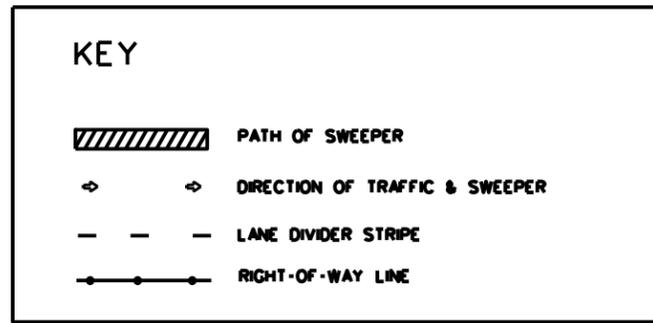 KEY
PATH OF SWEEPER
DIRECTION OF TRAFFIC & SWEEPER
LANE DIVIDER STRIPE
RIGHT-OF-WAY LINE